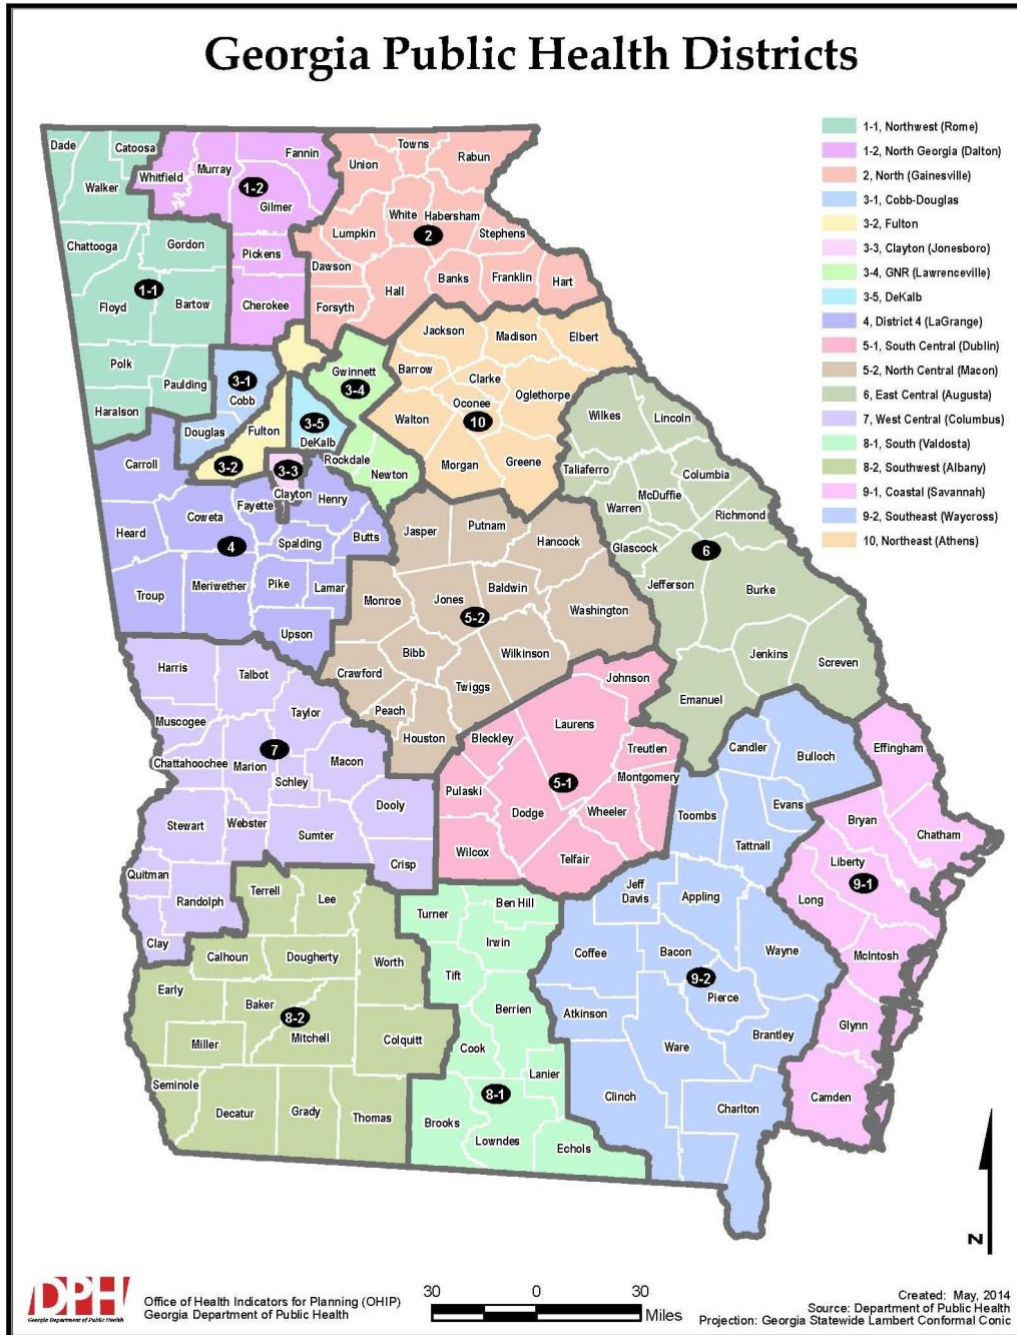 Georgia Public Health Districts
1-1, Northwest (Rome)
1-2, North Georgia (Dalton)
2, North (Gainesville)
3-1, Cobb-Douglas
3-2, Fulton
3-3, Clayton (Jonesboro)
3-4, GNR (Lawrenceville)
3-5, DeKalb
4, District 4 (LaGrange)
5-1, South Central (Dublin)
5-2, North Central (Macon)
6, East Central (Augusta)
7, West Central (Columbus)
8-1, South (Valdosta)
8-2, Southwest (Albany)
9-1, Coastal (Savannah)
9-2, Southeast (Waycross)
10, Northeast (Athens)
Dade
Catoosa
Walker
Chattooga
Gordon
1-1
Floyd
Bartow
Polk
Paulding
Haralson
Whitfield
Murray
Fannin
1-2
Gilmer
Pickens
Cherokee
Towns
Union
Rabun
White
Habersham
Lumpkin
2
Stephens
Dawson
Banks
Franklin
Hart
Hall
Forsyth
3-1
Cobb
Douglas
Fulton
3-2
3-3
Clayton
Gwinnett
3-4
Rockdale
Newton
3-5
DeKalb
Jackson
Madison
Elbert
Barrow
Clarke
Oconee
Oglethorpe
Walton
10
Morgan
Greene
Carroll
Fayette
Henry
Coweta
Heard
4
Spalding
Butts
Troup
Meriwether
Pike
Lamar
Upson
Wilkes
Lincoln
Taliaferro
Columbia
McDuffie
Warren
Richmond
Glascock
6
Jefferson
Burke
Jenkins
Screven
Emanuel
Jasper
Putnam
Hancock
Monroe
Jones
Baldwin
5-2
Washington
Bibb
Wilkinson
Crawford
Twiggs
Peach
Houston
Johnson
Laurens
Bleckley
Treutlen
Montgomery
Pulaski
5-1
Dodge
Wheeler
Wilcox
Telfair
Harris
Talbot
Muscogee
Taylor
7
Chattahoochee
Marion
Macon
Schley
Dooly
Stewart
Webster
Sumter
Crisp
Quitman
Randolph
Clay
Candler
Bulloch
Toombs
Evans
Tattnall
Jeff
Davis
Appling
Coffee
Bacon
Wayne
9-2
Pierce
Atkinson
Ware
Brantley
Clinch
Charlton
Effingham
Bryan
Chatham
Liberty
9-1
Long
McIntosh
Glynn
Camden
Terrell
Lee
Calhoun
Dougherty
Worth
Early
Baker
8-2
Mitchell
Miller
Colquitt
Seminole
Decatur
Grady
Thomas
Turner
Ben Hill
Irwin
Tift
Berrien
Cook
Lanier
8-1
Brooks
Lowndes
Echols
N
DPH
Georgia Department of Public Health
Office of Health Indicators for Planning (OHIP)
Georgia Department of Public Health
30 0 30
Miles
Created: May, 2014
Source: Department of Public Health
Projection: Georgia Statewide Lambert Conformal Conic